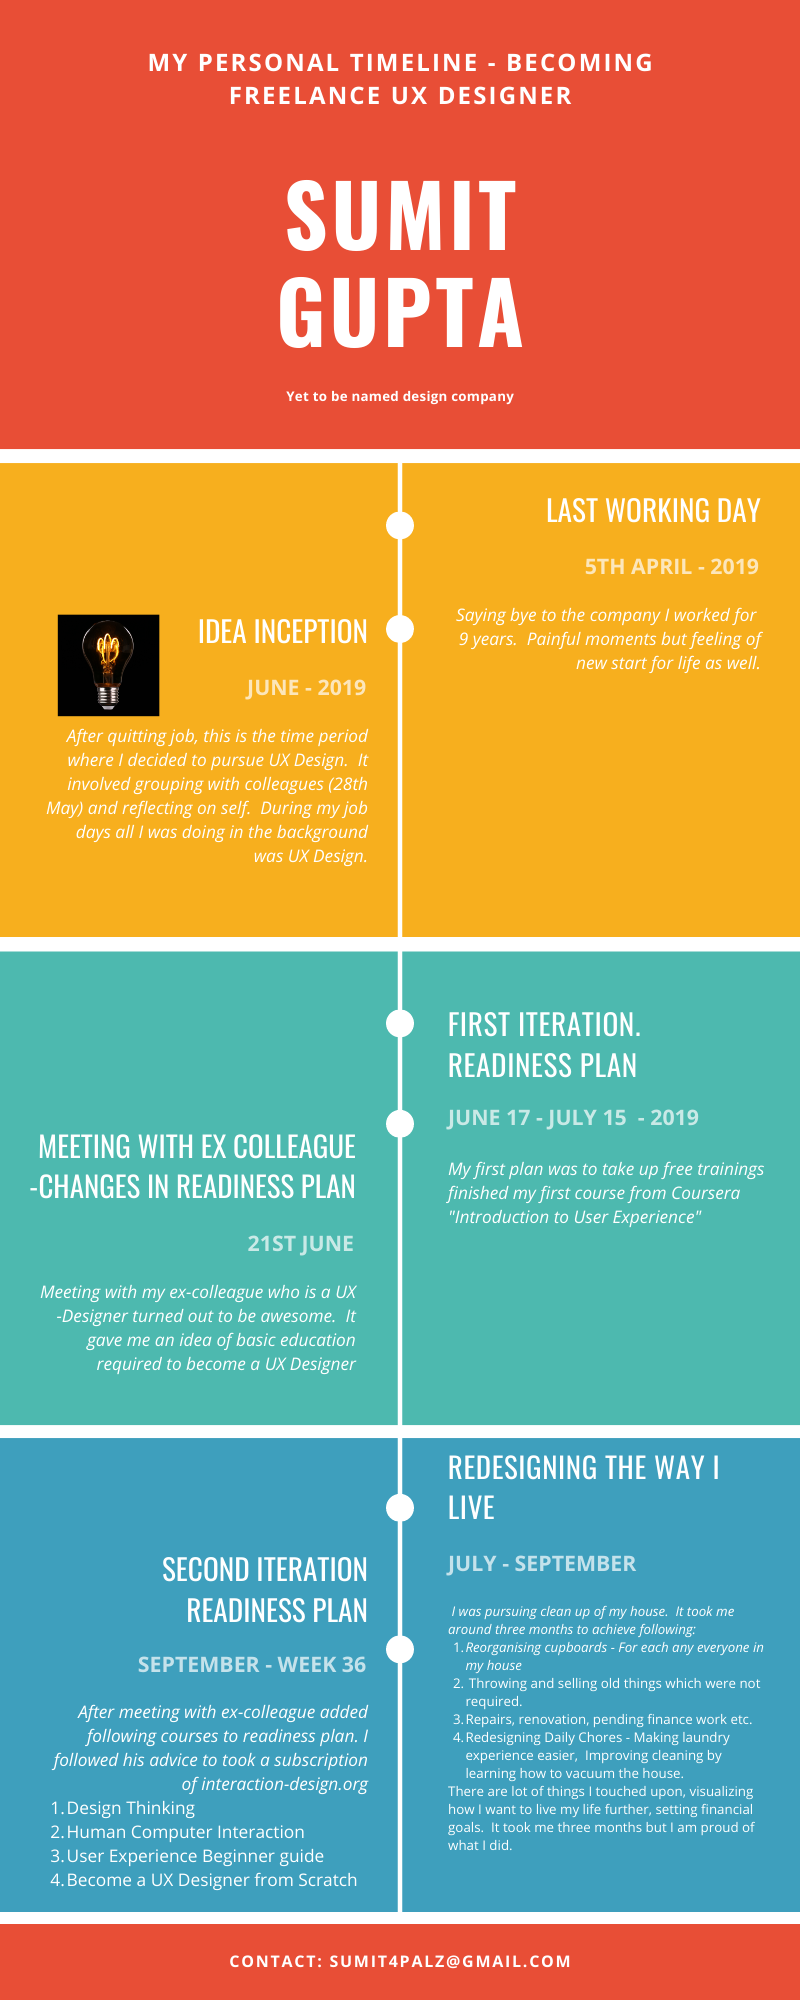 MY PERSONAL TIMELINE - BECOMING
FREELANCE UX DESIGNER
SUMIT
GUPTA
Yet to be named design company
LAST WORKING DAY
5TH APRIL - 2019
Saying bye to the company I worked for
9 years.  Painful moments but feeling of
new start for life as well.
IDEA INCEPTION
JUNE - 2019
After quitting job, this is the time period
where I decided to pursue UX Design.  It
involved grouping with colleagues (28th
May) and reflecting on self.  During my job
days all I was doing in the background
was UX Design.
FIRST ITERATION.
READINESS PLAN
JUNE 17 - JULY 15  - 2019
My first plan was to take up free trainings
finished my first course from Coursera
"Introduction to User Experience"
MEETING WITH EX COLLEAGUE
-CHANGES IN READINESS PLAN
21ST JUNE
Meeting with my ex-colleague who is a UX
-Designer turned out to be awesome.  It
gave me an idea of basic education
required to become a UX Designer
REDESIGNING THE WAY I
LIVE
JULY - SEPTEMBER
I was pursuing clean up of my house.  It took me
around three months to achieve following:
1. Reorganising cupboards - For each any everyone in
my house
2. Throwing and selling old things which were not
required.
3. Repairs, renovation, pending finance work etc.
4. Redesigning Daily Chores - Making laundry
experience easier,  Improving cleaning by
learning how to vacuum the house.
There are lot of things I touched upon, visualizing
how I want to live my life further, setting financial
goals.  It took me three months but I am proud of
what I did.
SECOND ITERATION
READINESS PLAN
SEPTEMBER - WEEK 36
After meeting with ex-colleague added
following courses to readiness plan. I
followed his advice to took a subscription
of interaction-design.org
1. Design Thinking
2. Human Computer Interaction
3. User Experience Beginner guide
4. Become a UX Designer from Scratch
CONTACT: SUMIT4PALZ@GMAIL.COM